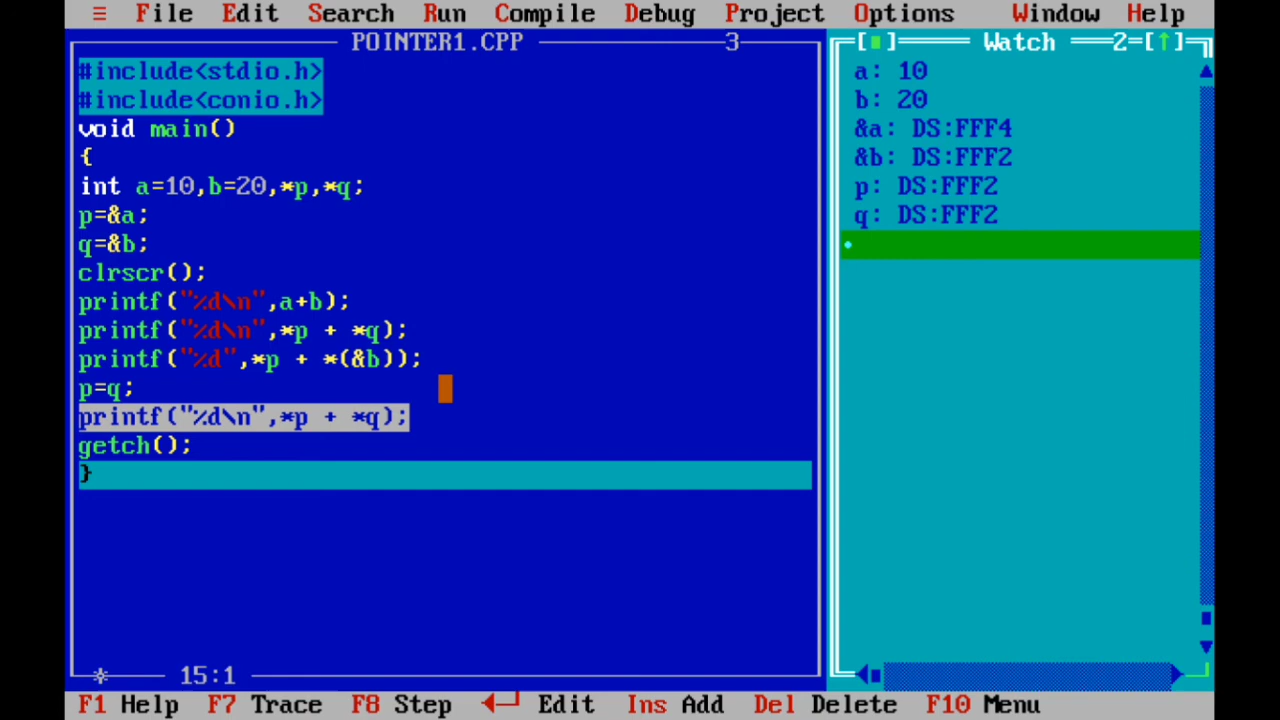 ≡ File Edit Search Run Compile Debug Project Options Window Help
POINTER1.CPP 3
#include<stdio.h>
#include<conio.h>
void main()
{
int a=10,b=20,*p,*q;
p=&a;
q=&b;
clrscr();
printf("%d\n",a+b);
printf("%d\n",*p + *q);
printf("%d",*p + *(&b));
p=q;
printf("%d\n",*p + *q);
getch();
}
15:1
Watch 2=[↑]
a: 10
b: 20
&a: DS:FFF4
&b: DS:FFF2
p: DS:FFF2
q: DS:FFF2
F1 Help F7 Trace F8 Step ◄─┘ Edit Ins Add Del Delete F10 Menu